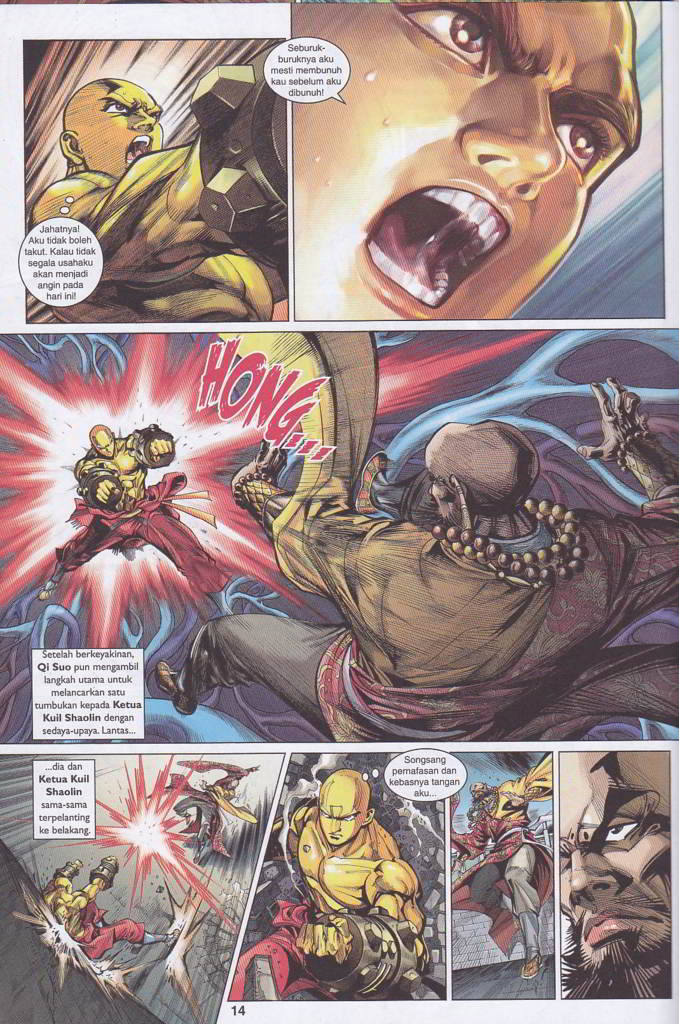 Jahatnya!
Aku tidak boleh
takut. Kalau tidak
segala usahaku
akan menjadi
angin pada
hari ini!
Seburuk-
buruknya aku
mesti membunuh
kau sebelum aku
dibunuh!
HONG...
Setelah berkeyakinan,
Qi Suo pun mengambil
langkah utama untuk
melancarkan satu
tumbukan kepada Ketua
Kuil Shaolin dengan
sedaya-upaya. Lantas...
...dia dan
Ketua Kuil
Shaolin
sama-sama
terpelanting
ke belakang.
Songsang
pernafasan dan
kebasnya tangan
aku...
14